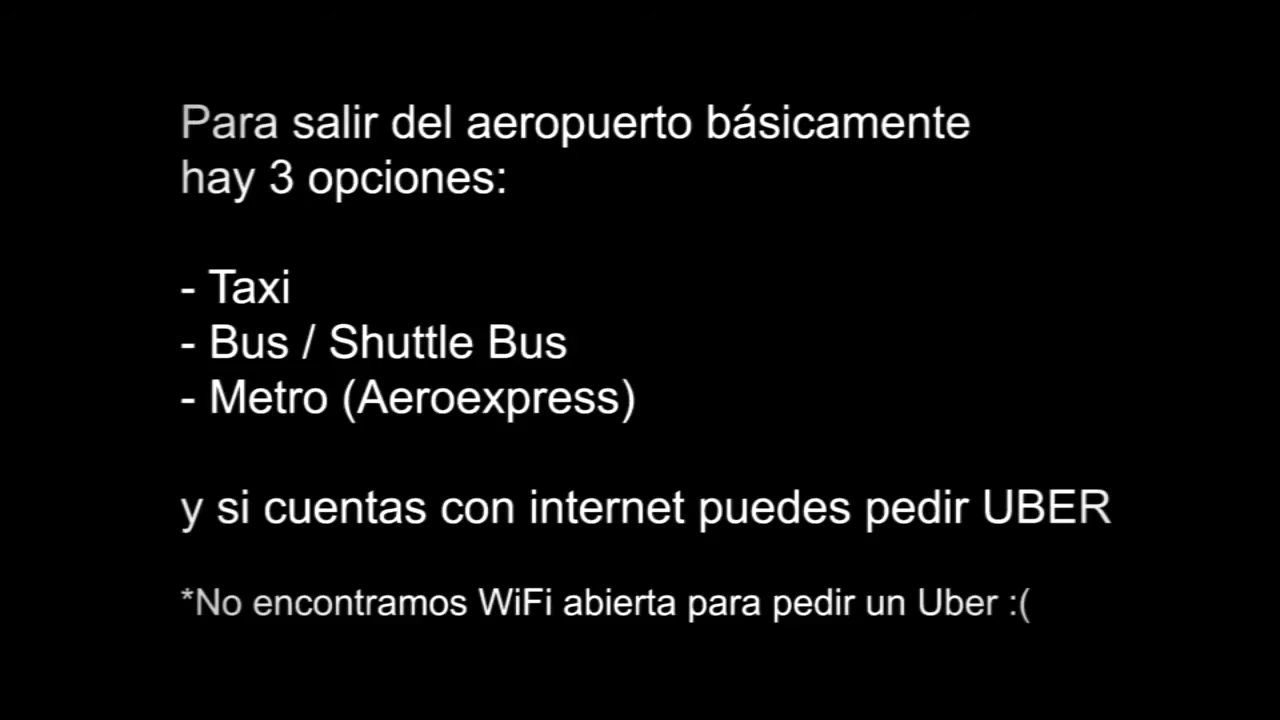 Para salir del aeropuerto básicamente
hay 3 opciones:
- Taxi
- Bus / Shuttle Bus
- Metro (Aeroexpress)
y si cuentas con internet puedes pedir UBER
*No encontramos WiFi abierta para pedir un Uber :(